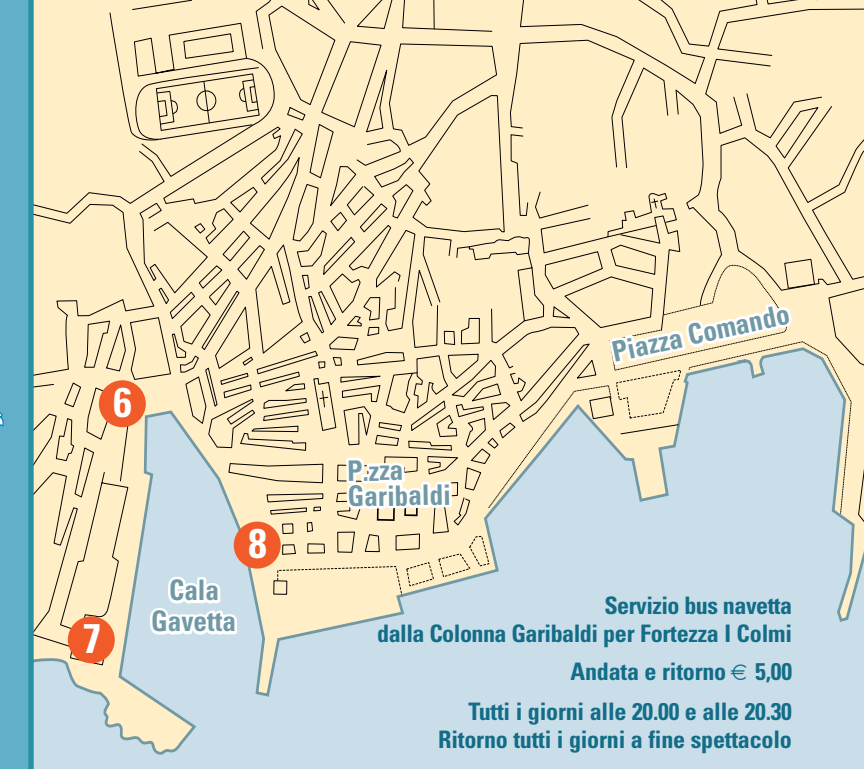 Piazza Comando
6
P.zza
Garibaldi
8
Cala
Gavetta
7
Servizio bus navetta
dalla Colonna Garibaldi per Fortezza I Colmi
Andata e ritorno € 5,00
Tutti i giorni alle 20.00 e alle 20.30
Ritorno tutti i giorni a fine spettacolo